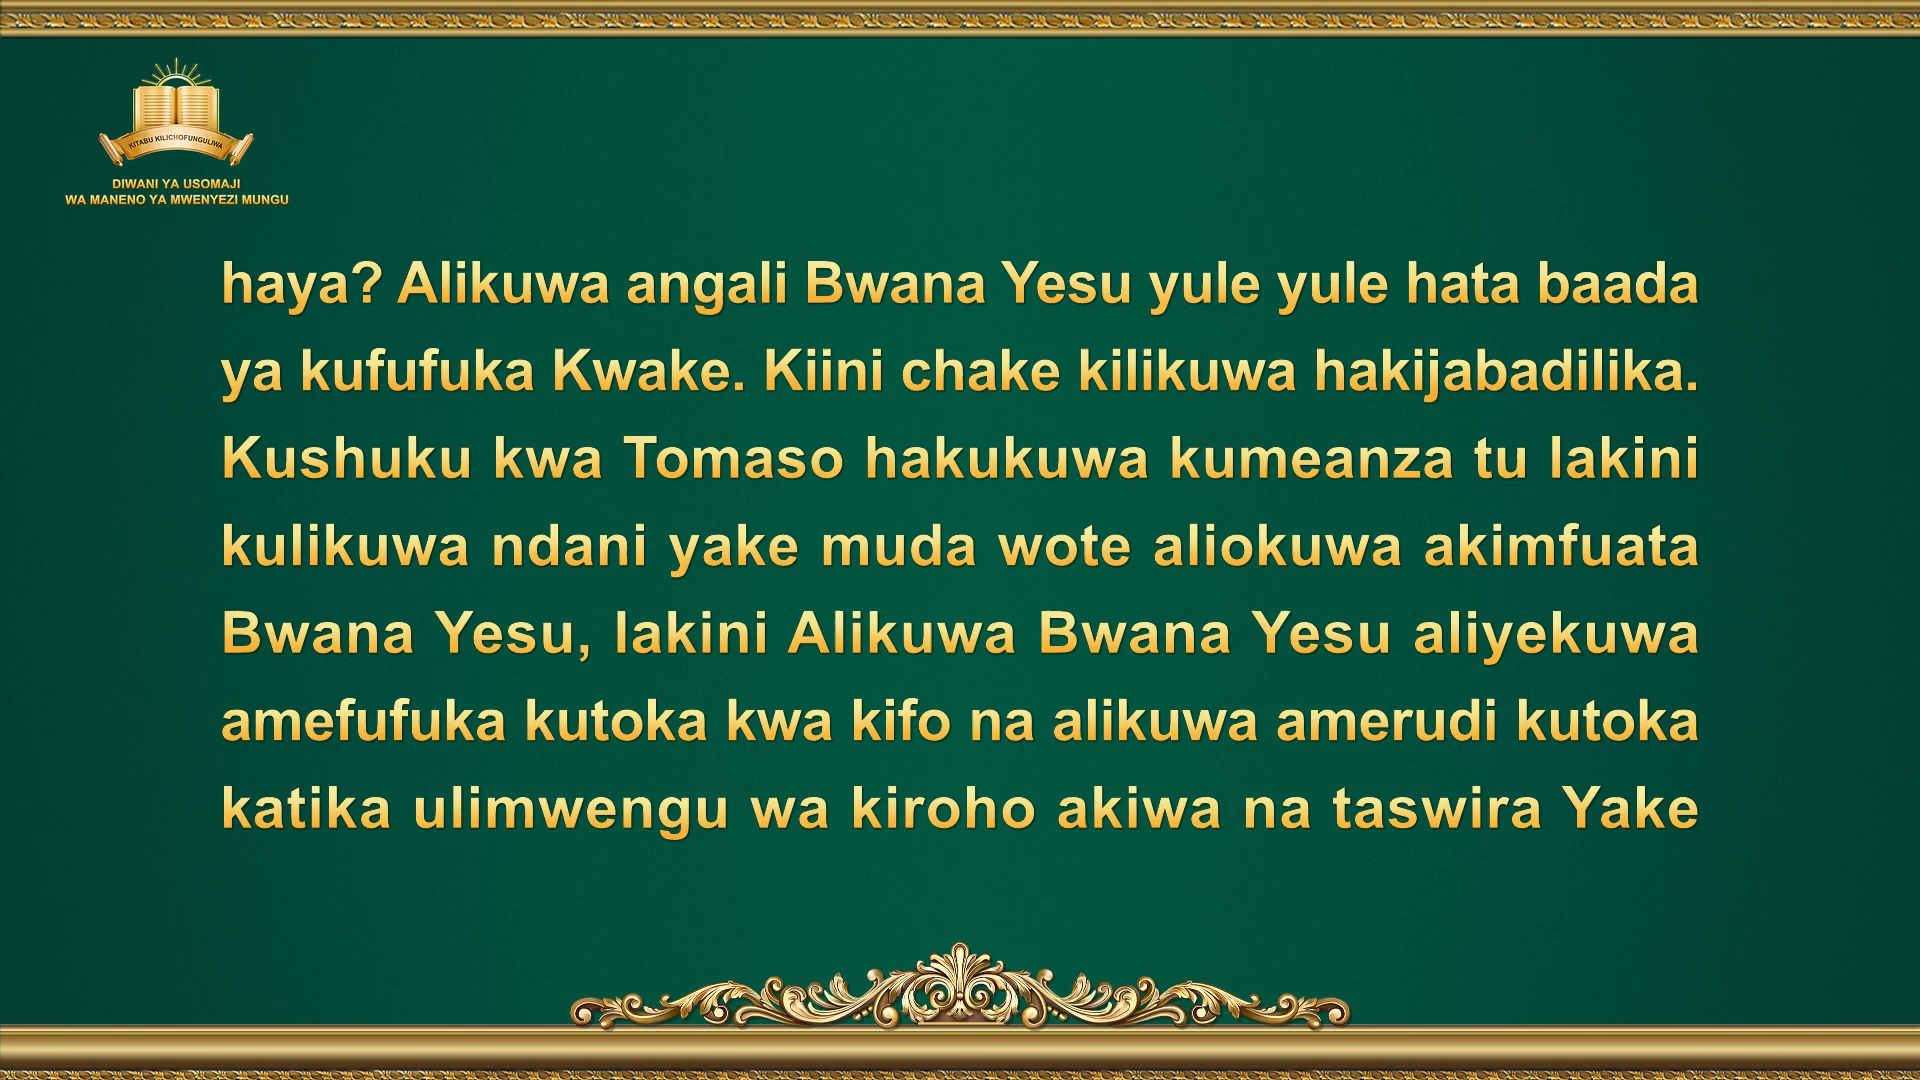 KITABU KILICHOFUNGULIWA
DIWANI YA USOMAJI
WA MANENO YA MWENYEZI MUNGU
haya? Alikuwa angali Bwana Yesu yule yule hata baada
ya kufufuka Kwake. Kiini chake kilikuwa hakijabadilika.
Kushuku kwa Tomaso hakukuwa kumeanza tu lakini
kulikuwa ndani yake muda wote aliokuwa akimfuata
Bwana Yesu, lakini Alikuwa Bwana Yesu aliyekuwa
amefufuka kutoka kwa kifo na alikuwa amerudi kutoka
katika ulimwengu wa kiroho akiwa na taswira Yake